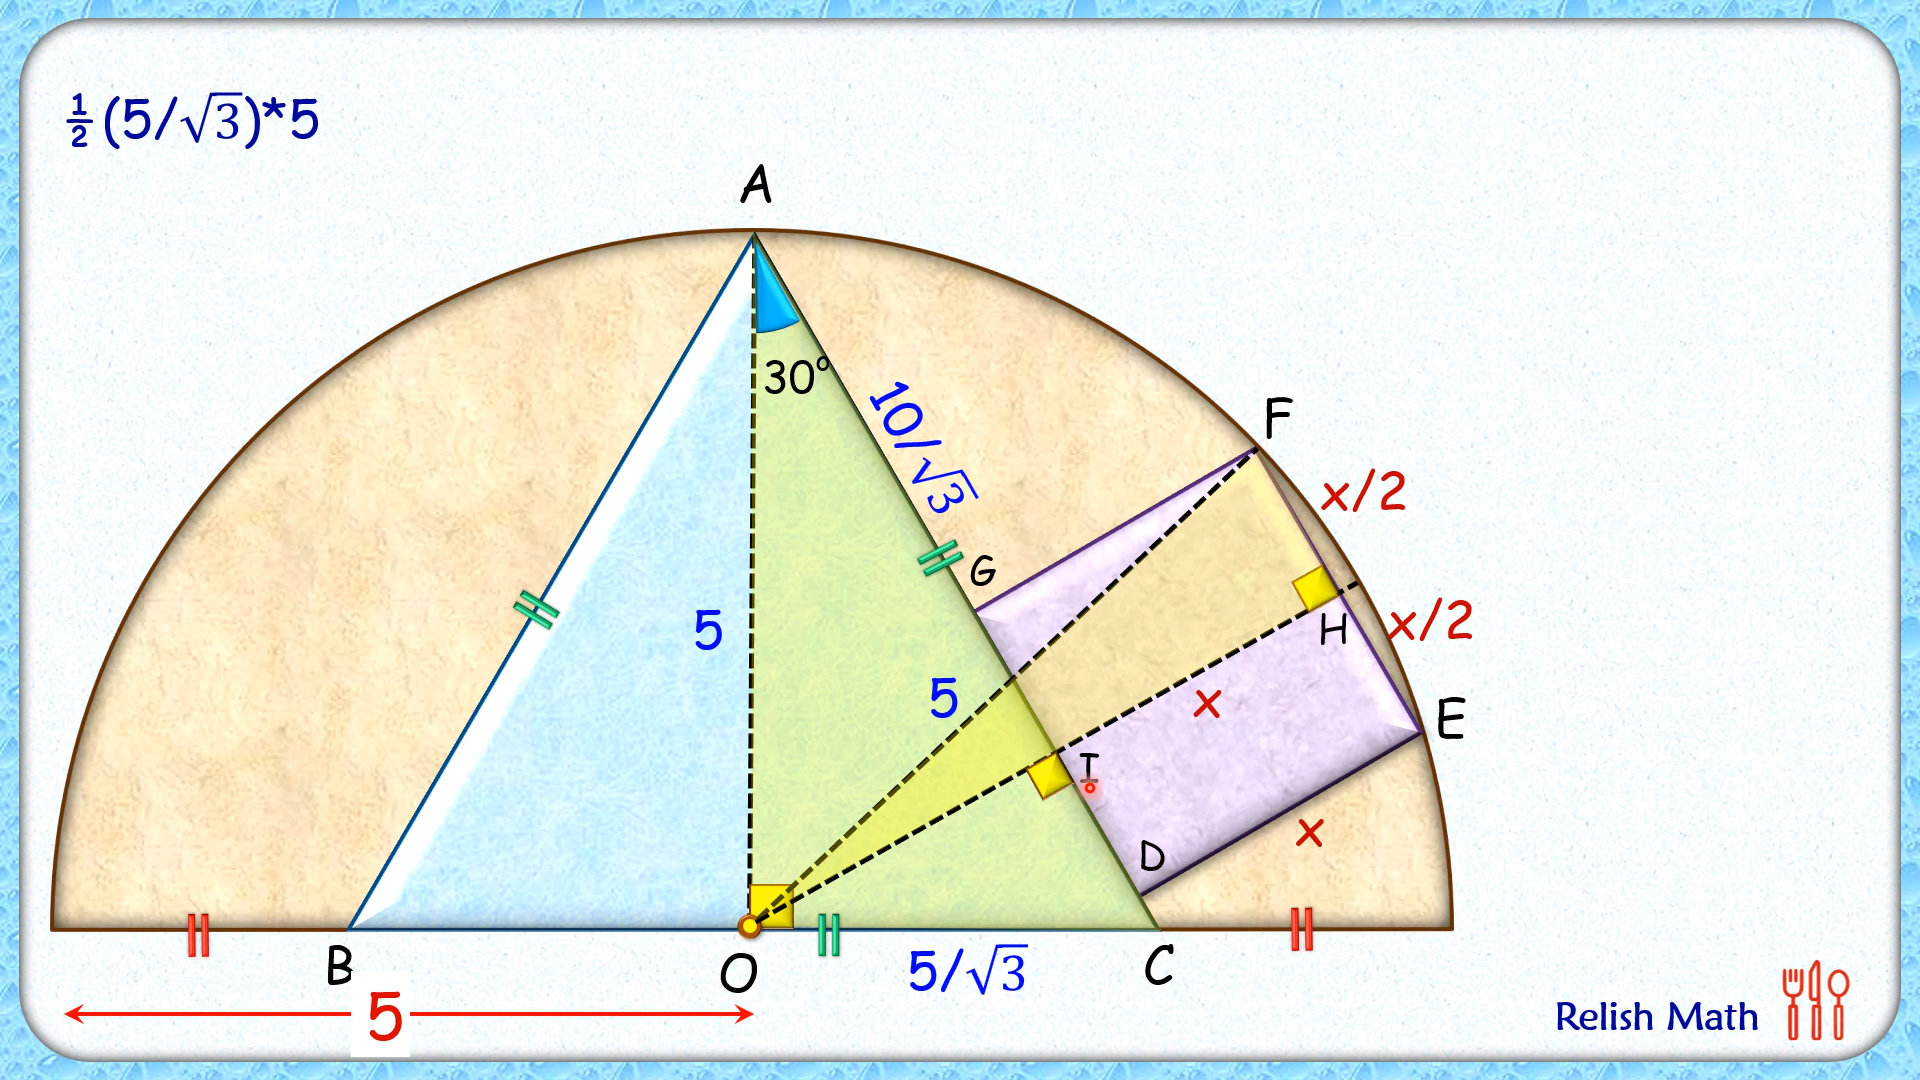 ½(5/√3)*5
A
30°
10/√3
F
x/2
G
x/2
H
5
5
x
E
I
x
D
B
O
5/√3
C
5
Relish Math